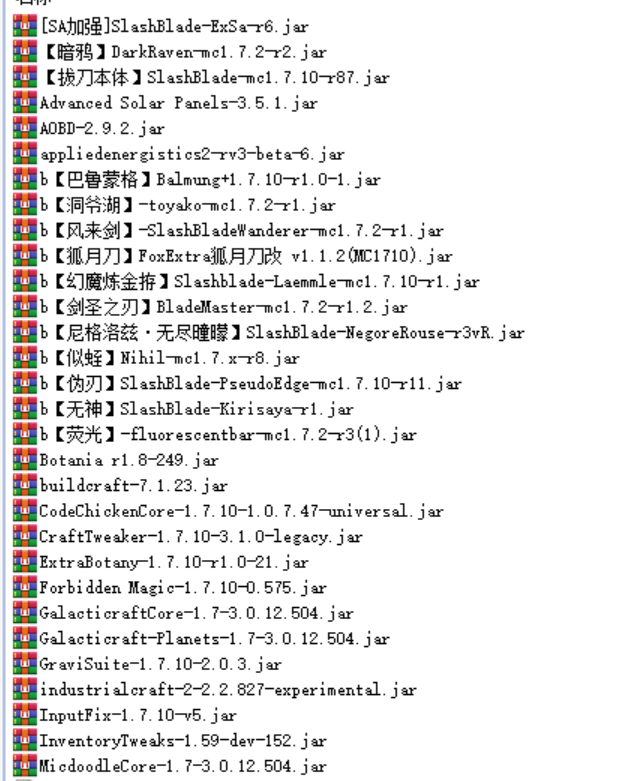 名称
[SA加强]SlashBlade-ExSa-r6.jar
【暗鸦】DarkRaven-mc1.7.2-r2.jar
【拔刀本体】SlashBlade-mc1.7.10-r87.jar
Advanced Solar Panels-3.5.1.jar
AOBD-2.9.2.jar
appliedenergistics2-rv3-beta-6.jar
b【巴鲁蒙格】Balmung+1.7.10-r1.0-1.jar
b【洞爷湖】-toyako-mc1.7.2-r1.jar
b【风来剑】-SlashBladeWanderer-mc1.7.2-r1.jar
b【狐月刀】FoxExtra狐月刀改 v1.1.2(MC1710).jar
b【幻魔炼金拵】Slashblade-Laemmle-mc1.7.10-r1.jar
b【剑圣之刃】BladeMaster-mc1.7.2-r1.2.jar
b【尼格洛兹·无尽曈曚】SlashBlade-NegoreRouse-r3vR.jar
b【似蛭】Nihil-mc1.7.x-r8.jar
b【伪刃】SlashBlade-PseudoEdge-mc1.7.10-r11.jar
b【无神】SlashBlade-Kirisaya-r1.jar
b【荧光】-fluorescentbar-mc1.7.2-r3(1).jar
Botania r1.8-249.jar
buildcraft-7.1.23.jar
CodeChickenCore-1.7.10-1.0.7.47-universal.jar
CraftTweaker-1.7.10-3.1.0-legacy.jar
ExtraBotany-1.7.10-r1.0-21.jar
Forbidden Magic-1.7.10-0.575.jar
GalacticraftCore-1.7-3.0.12.504.jar
Galacticraft-Planets-1.7-3.0.12.504.jar
GraviSuite-1.7.10-2.0.3.jar
industrialcraft-2-2.2.827-experimental.jar
InputFix-1.7.10-v5.jar
InventoryTweaks-1.59-dev-152.jar
MicdoodleCore-1.7-3.0.12.504.jar